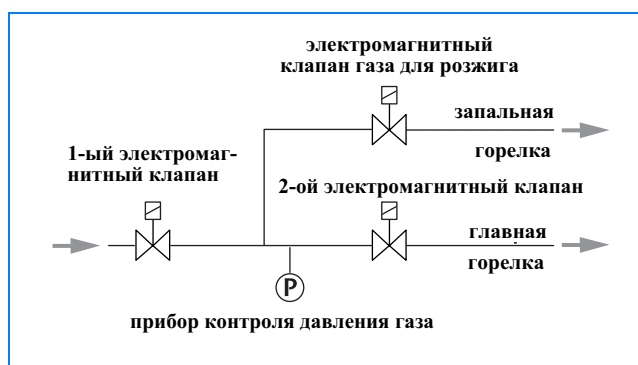 электромагнитный
клапан газа для розжига
запальная
горелка
1-ый электромаг-
нитный клапан
2-ой электромагнитный клапан
главная
горелка
P
прибор контроля давления газа